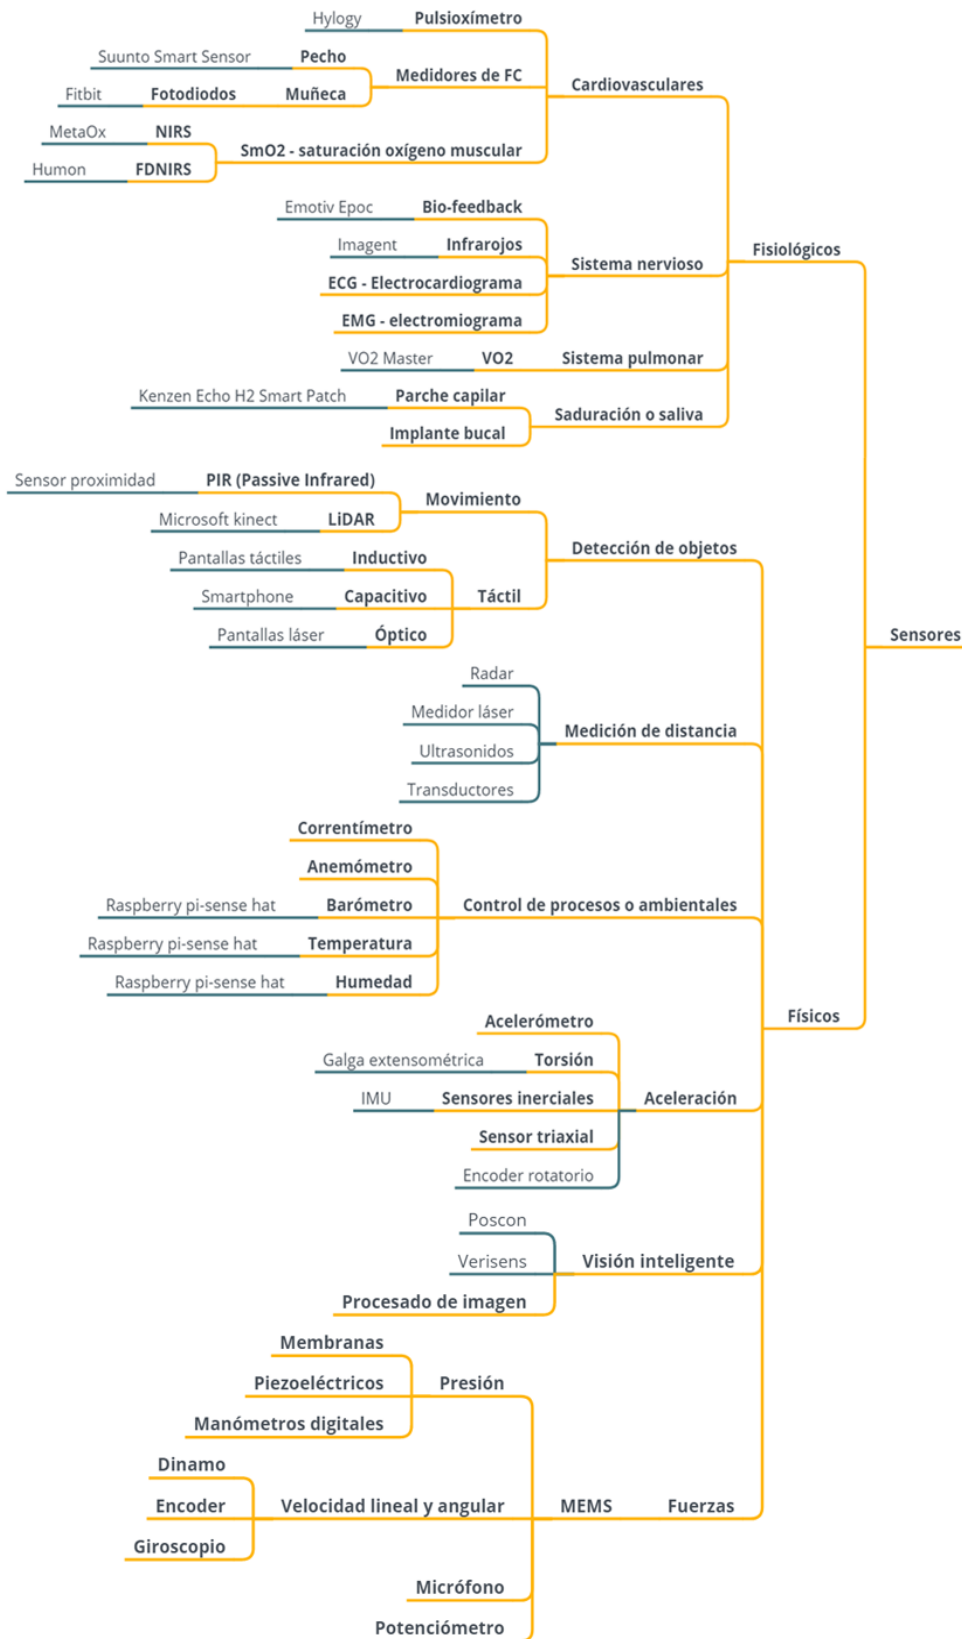 Hylogy Pulsioxímetro
Suunto Smart Sensor Pecho
Medidores de FC
Cardiovasculares
Fitbit Fotodiodos Muñeca
MetaOx NIRS
SmO2 - saturación oxígeno muscular
Humon FDNIRS
Emotiv Epoc Bio-feedback
Imagent Infrarojos
Fisiológicos
Sistema nervioso
ECG - Electrocardiograma
EMG - electromiograma
VO2 Master VO2 Sistema pulmonar
Kenzen Echo H2 Smart Patch Parche capilar
Saduración o saliva
Implante bucal
Sensor proximidad PIR (Passive Infrared)
Movimiento
Microsoft kinect LiDAR
Detección de objetos
Pantallas táctiles Inductivo
Smartphone Capacitivo Táctil
Pantallas láser Óptico
Sensores
Radar
Medidor láser
Medición de distancia
Ultrasonidos
Transductores
Correntímetro
Anemómetro
Raspberry pi-sense hat Barómetro Control de procesos o ambientales
Raspberry pi-sense hat Temperatura
Raspberry pi-sense hat Humedad
Físicos
Acelerómetro
Galga extensométrica Torsión
IMU Sensores inerciales Aceleración
Sensor triaxial
Encoder rotatorio
Poscon
Verisens Visión inteligente
Procesado de imagen
Membranas
Piezoeléctricos Presión
Manómetros digitales
Dinamo
Encoder Velocidad lineal y angular MEMS Fuerzas
Giroscopio
Micrófono
Potenciómetro